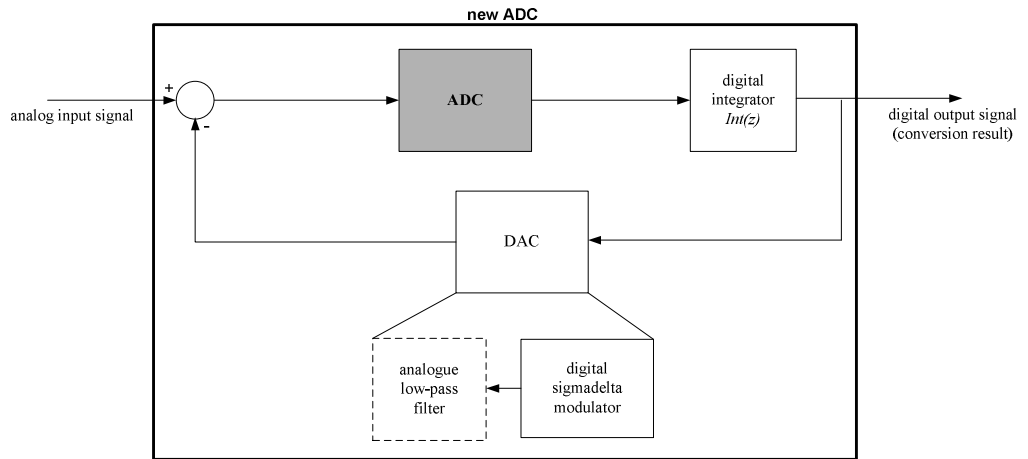 new ADC
+
analog input signal
-
ADC
digital
integrator
Int(z)
digital output signal
(conversion result)
DAC
analogue
low-pass
filter
digital
sigmadelta
modulator